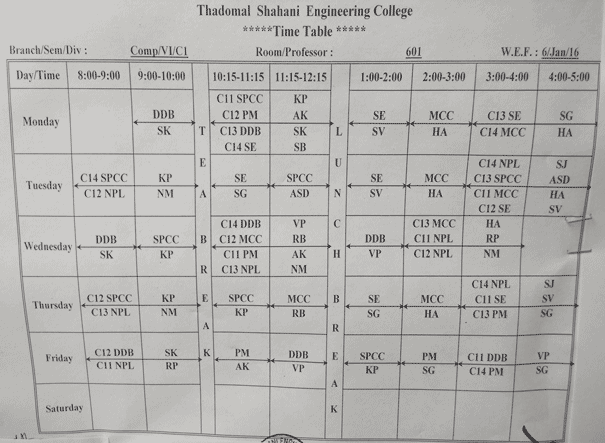 Thadomal Shahani Engineering College
*****Time Table *****
Branch/Sem/Div : Comp/VI/C1 Room/Professor : 601 W.E.F. : 6/Jan/16
Day/Time 8:00-9:00 9:00-10:00 10:15-11:15 11:15-12:15 1:00-2:00 2:00-3:00 3:00-4:00 4:00-5:00
C11 SPCC KP
Monday DDB C12 PM AK SE MCC C13 SE SG
SK T C13 DDB SK L SV HA C14 MCC HA
C14 SE SB
E U C14 NPL SJ
Tuesday C14 SPCC KP SE SPCC SE MCC C13 SPCC ASD
C12 NPL NM A SG ASD N SV HA C11 MCC HA
C12 SE SV
C14 DDB VP C C13 MCC HA
Wednesday DDB SPCC B C12 MCC RB DDB C11 NPL RP
SK KP R C11 PM AK H VP C12 NPL NM
C13 NPL NM
C14 NPL SJ
Thursday C12 SPCC KP E SPCC MCC B SE MCC C11 SE SV
C13 NPL NM A KP RB R SG HA C13 PM SG
Friday C12 DDB SK K PM DDB E SPCC PM C11 DDB VP
C11 NPL RP AK VP A KP SG C14 PM SG
Saturday K